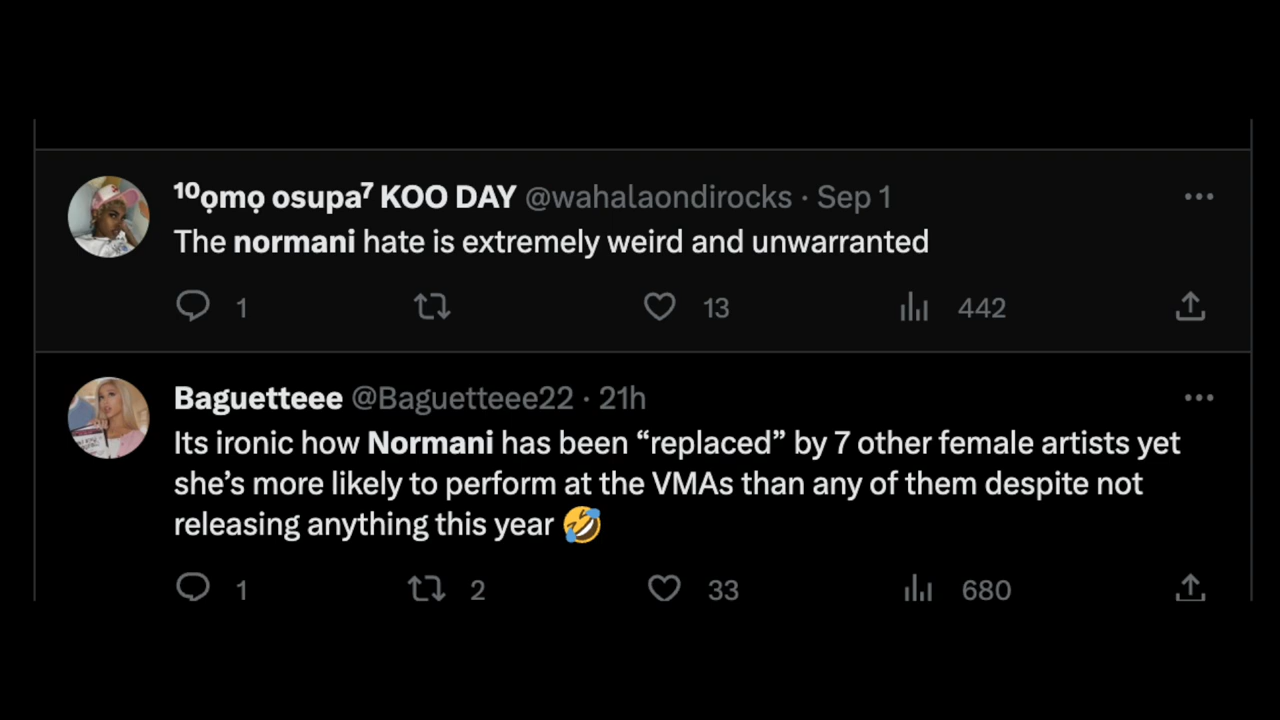 ¹⁰ọmọ osupa⁷ KOO DAY @wahalaondirocks · Sep 1
The normani hate is extremely weird and unwarranted
1 13 442
Baguetteee @Baguetteee22 · 21h
Its ironic how Normani has been “replaced” by 7 other female artists yet
she’s more likely to perform at the VMAs than any of them despite not
releasing anything this year 🤣
1 2 33 680